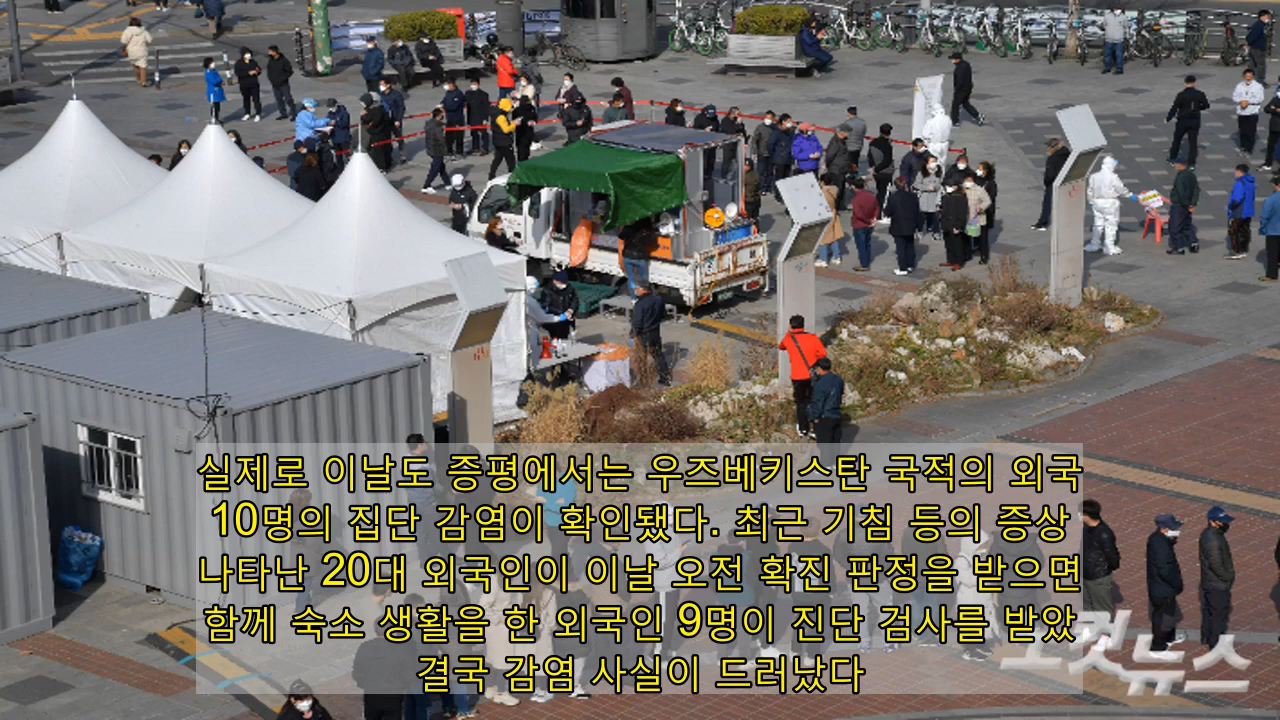 실제로 이날도 증평에서는 우즈베키스탄 국적의 외국
10명의 집단 감염이 확인됐다. 최근 기침 등의 증상
나타난 20대 외국인이 이날 오전 확진 판정을 받으면
함께 숙소 생활을 한 외국인 9명이 진단 검사를 받았
결국 감염 사실이 드러났다
노컷뉴스